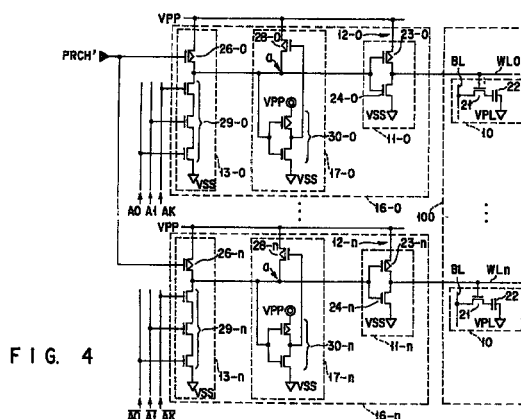 VPP
12-0
23-0
28-0
PRCH'
26-0
a
BL
WL0
24-0
VPP
VSS
21
22
29-0
30-0
11-0
VPL
10
VSS
VSS
13-0
17-0
A0 A1 AK
16-0
100
VPP
12-n
23-n
28-n
26-n
a
BL
WLn
24-n
VPP
VSS
21
22
29-n
30-n
11-n
VPL
10
FIG. 4
VSS
VSS
13-n
17-n
A0 A1 AK
16-n